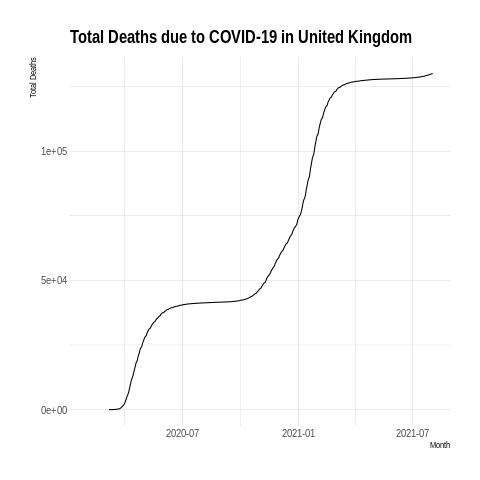 Total Deaths due to COVID-19 in United Kingdom
Total Deaths
1e+05
5e+04
0e+00
2020-07 2021-01 2021-07
Month